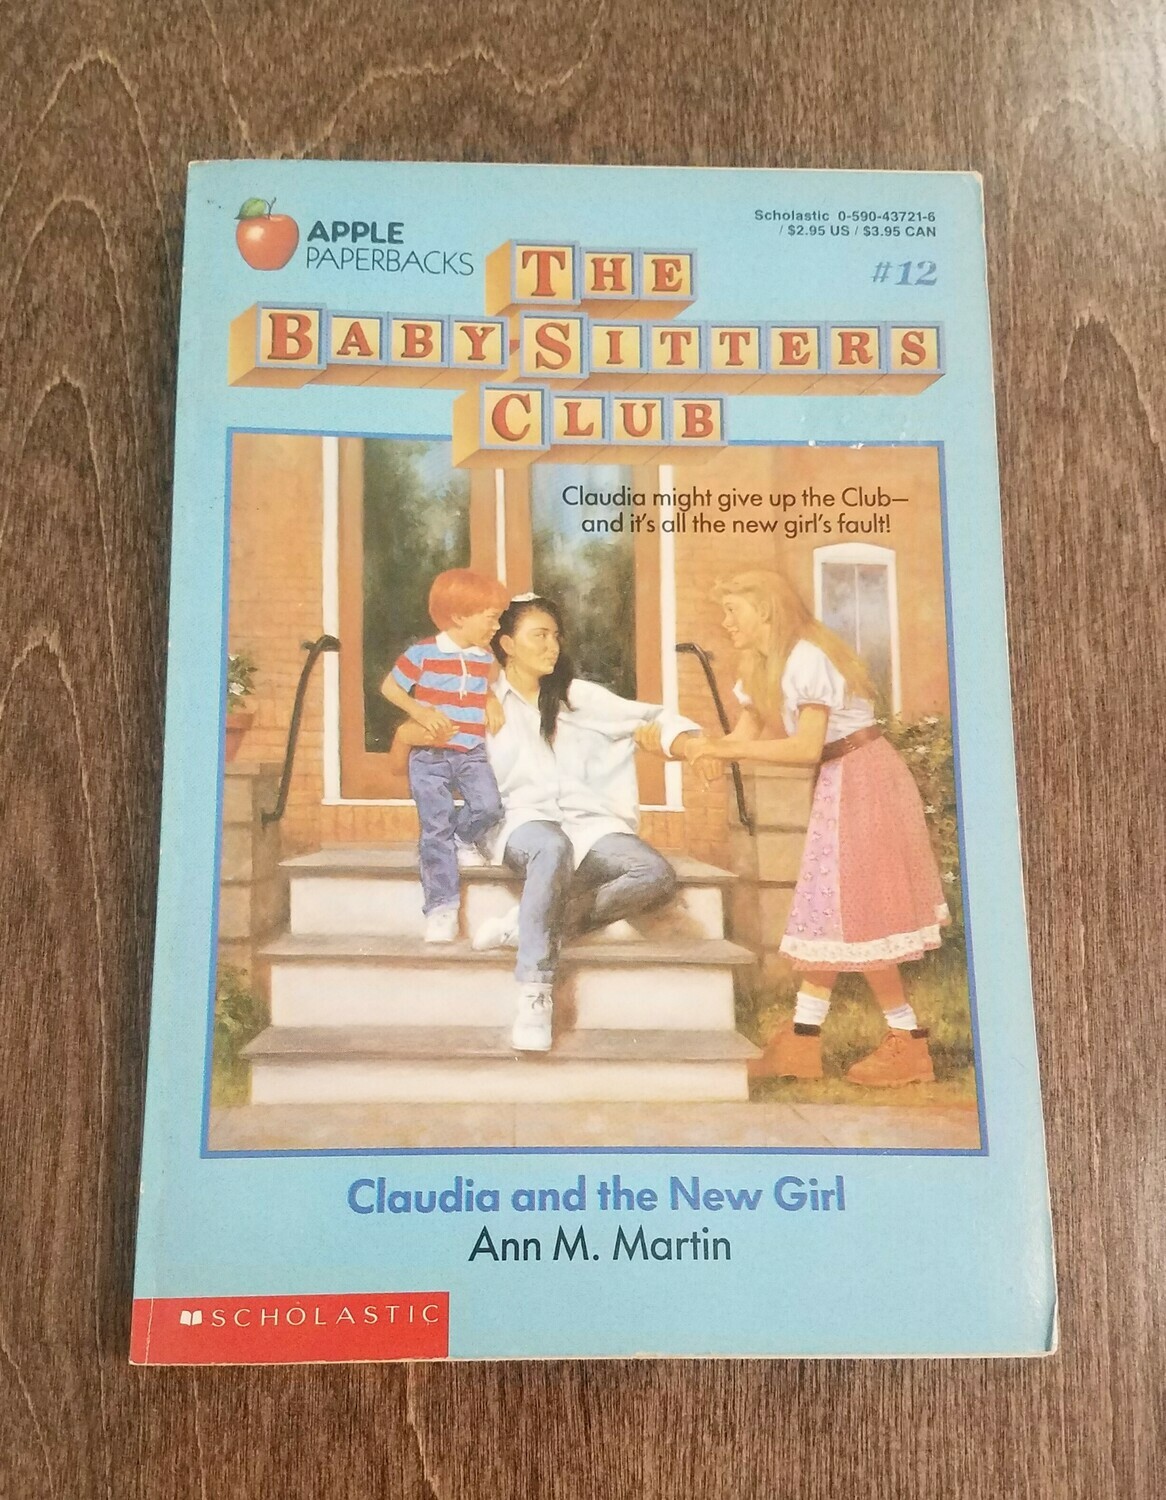 APPLE
PAPERBACKS
Scholastic 0-590-43721-6
/ $2.95 US / $3.95 CAN
#12
THE
BABY-SITTERS
CLUB
Claudia might give up the Club—
and it's all the new girl's fault!
Claudia and the New Girl
Ann M. Martin
SCHOLASTIC